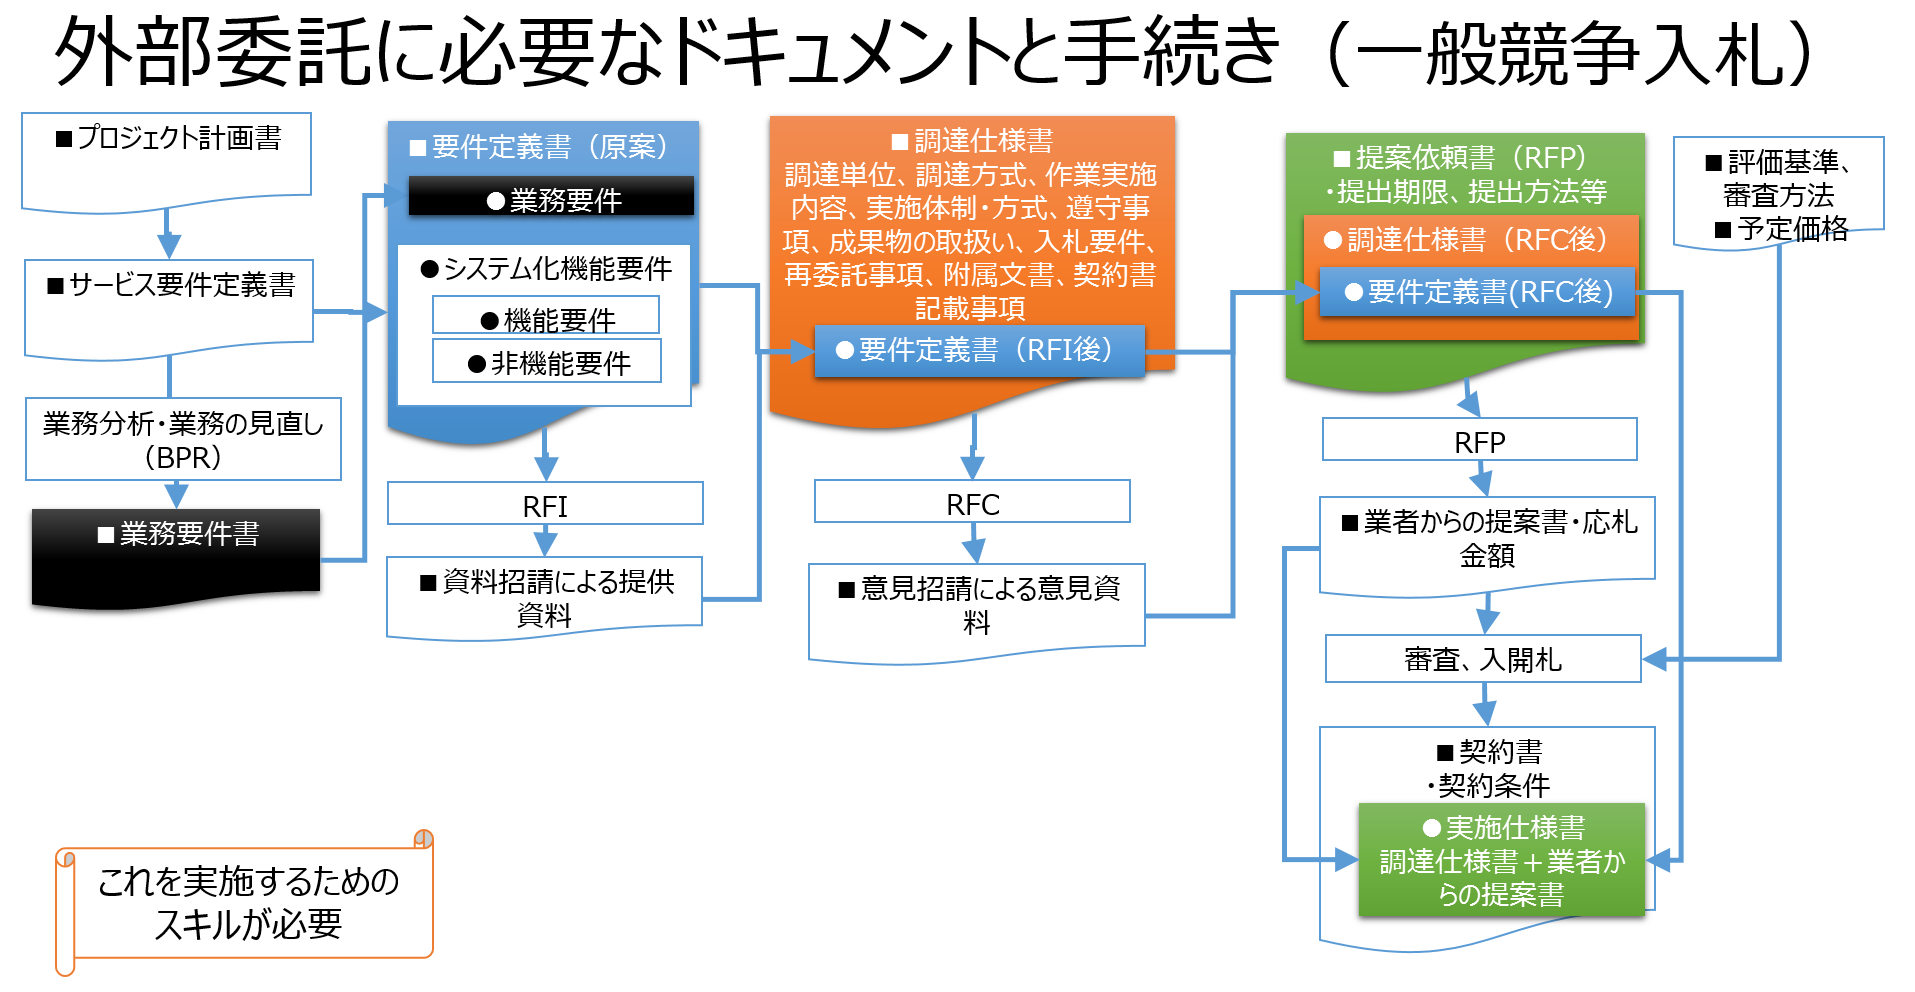 外部委託に必要なドキュメントと手続き（一般競争入札）
■プロジェクト計画書
■サービス要件定義書
業務分析・業務の見直し
（BPR）
■業務要件書
■要件定義書（原案）
●業務要件
●システム化機能要件
●機能要件
●非機能要件
RFI
■資料招請による提供
資料
■調達仕様書
調達単位、調達方式、作業実施
内容、実施体制・方式、遵守事
項、成果物の取扱い、入札要件、
再委託事項、附属文書、契約書
記載事項
●要件定義書（RFI後）
RFC
■意見招請による意見資
料
■提案依頼書（RFP）
・提出期限、提出方法等
●調達仕様書（RFC後）
●要件定義書(RFC後)
RFP
■業者からの提案書・応札
金額
審査、入開札
■契約書
・契約条件
●実施仕様書
調達仕様書＋業者か
らの提案書
■評価基準、
審査方法
■予定価格
これを実施するための
スキルが必要